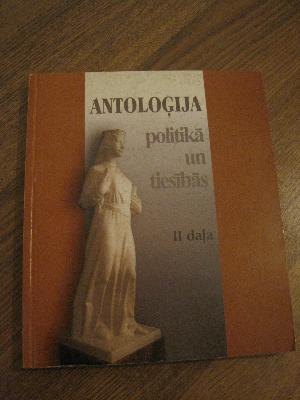 ANTOLOĢIJA
politikā
un
tiesībās
II daļa